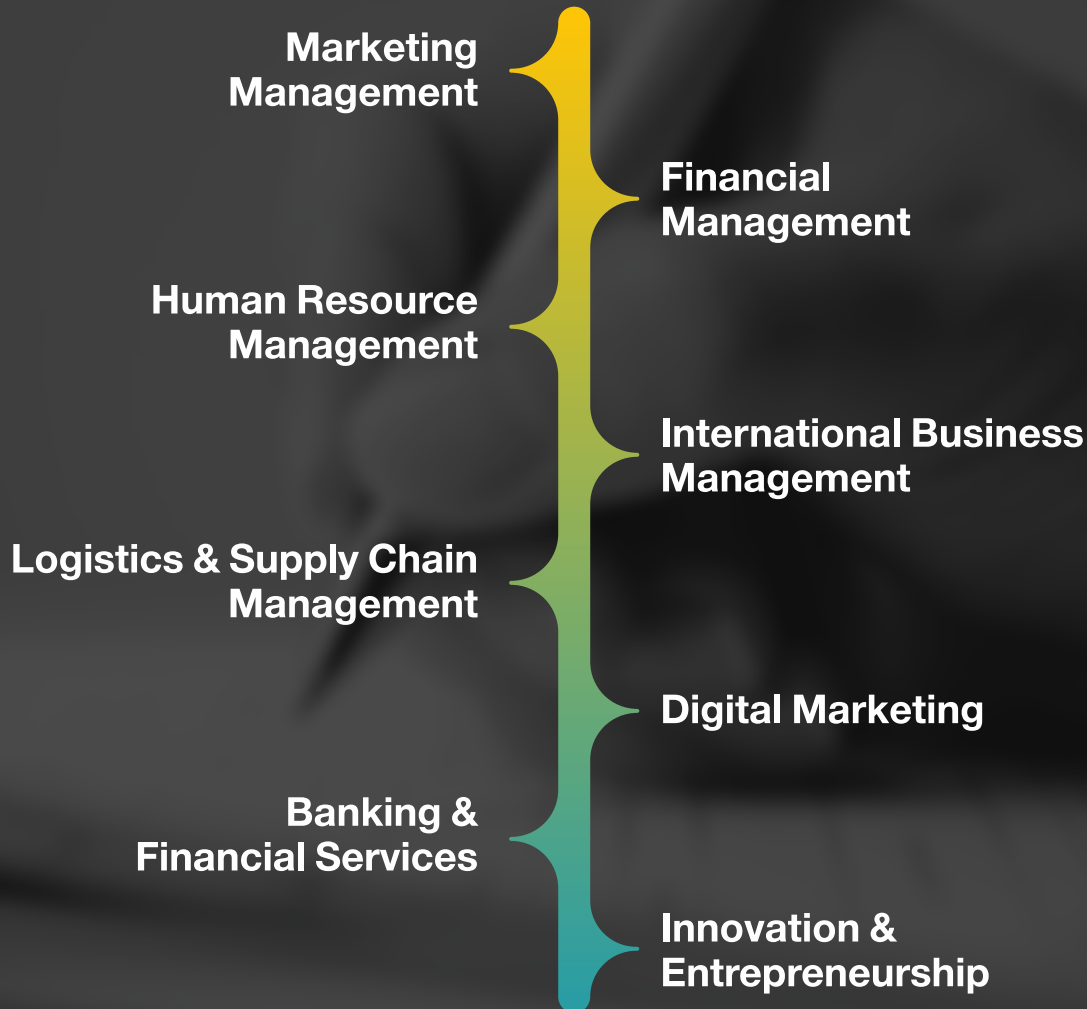 Marketing
Management
Financial
Management
Human Resource
Management
International Business
Management
Logistics & Supply Chain
Management
Digital Marketing
Banking &
Financial Services
Innovation &
Entrepreneurship